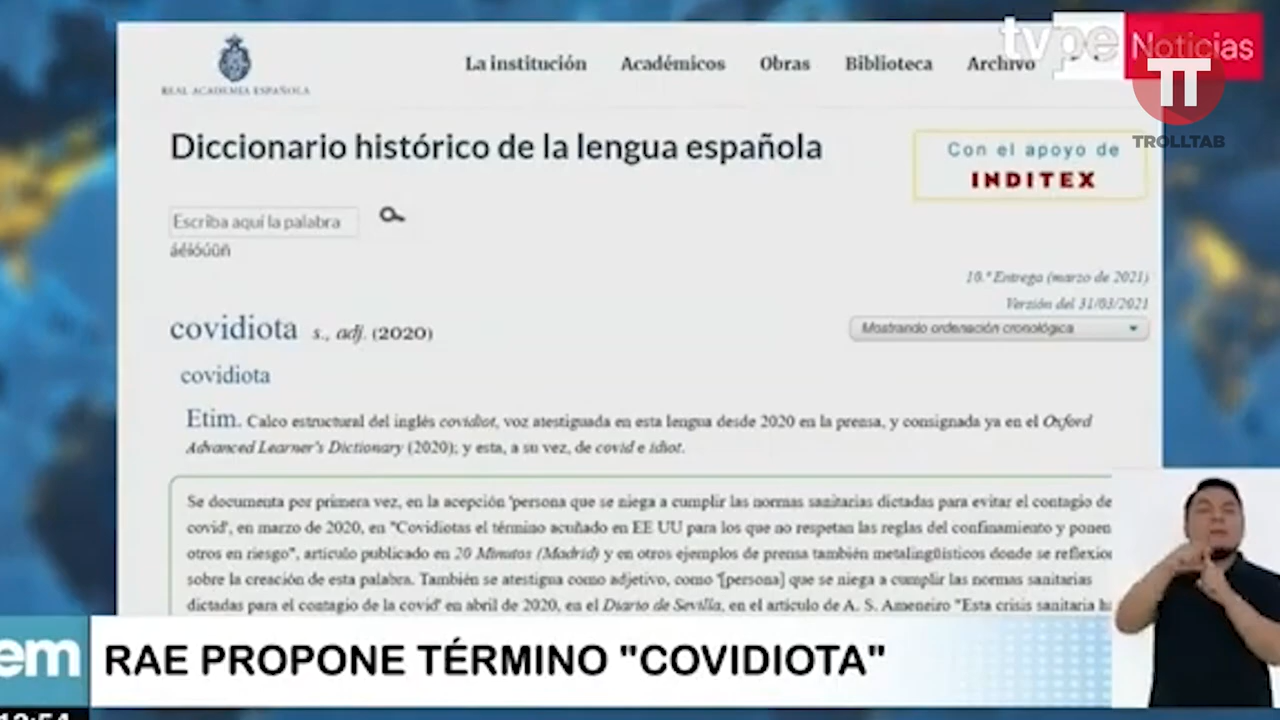 tvpe Noticias
TT
TROLLTAB
REAL ACADEMIA ESPAÑOLA
La institución Académicos Obras Biblioteca Archivo
Diccionario histórico de la lengua española
Con el apoyo de
INDITEX
Escriba aquí la palabra
áéíóúüñ
10.ª Entrega (marzo de 2021)
Versión del 31/03/2021
Mostrando ordenación cronológica
covidiota s., adj. (2020)
covidiota
Etim. Calco estructural del inglés covidiot, voz atestiguada en esta lengua desde 2020 en la prensa, y consignada ya en el Oxford
Advanced Learner's Dictionary (2020); y esta, a su vez, de covid e idiot.
Se documenta por primera vez, en la acepción 'persona que se niega a cumplir las normas sanitarias dictadas para evitar el contagio de
covid', en marzo de 2020, en "Covidiotas el término acuñado en EE UU para los que no respetan las reglas del confinamiento y ponen
otros en riesgo", artículo publicado en 20 Minutos (Madrid) y en otros ejemplos de prensa también metalingüísticos donde se reflexio
sobre la creación de esta palabra. También se atestigua como adjetivo, como '[persona] que se niega a cumplir las normas sanitarias
dictadas para el contagio de la covid' en abril de 2020, en el Diario de Sevilla, en el artículo de A. S. Ameneiro "Esta crisis sanitaria h
em
RAE PROPONE TÉRMINO "COVIDIOTA"